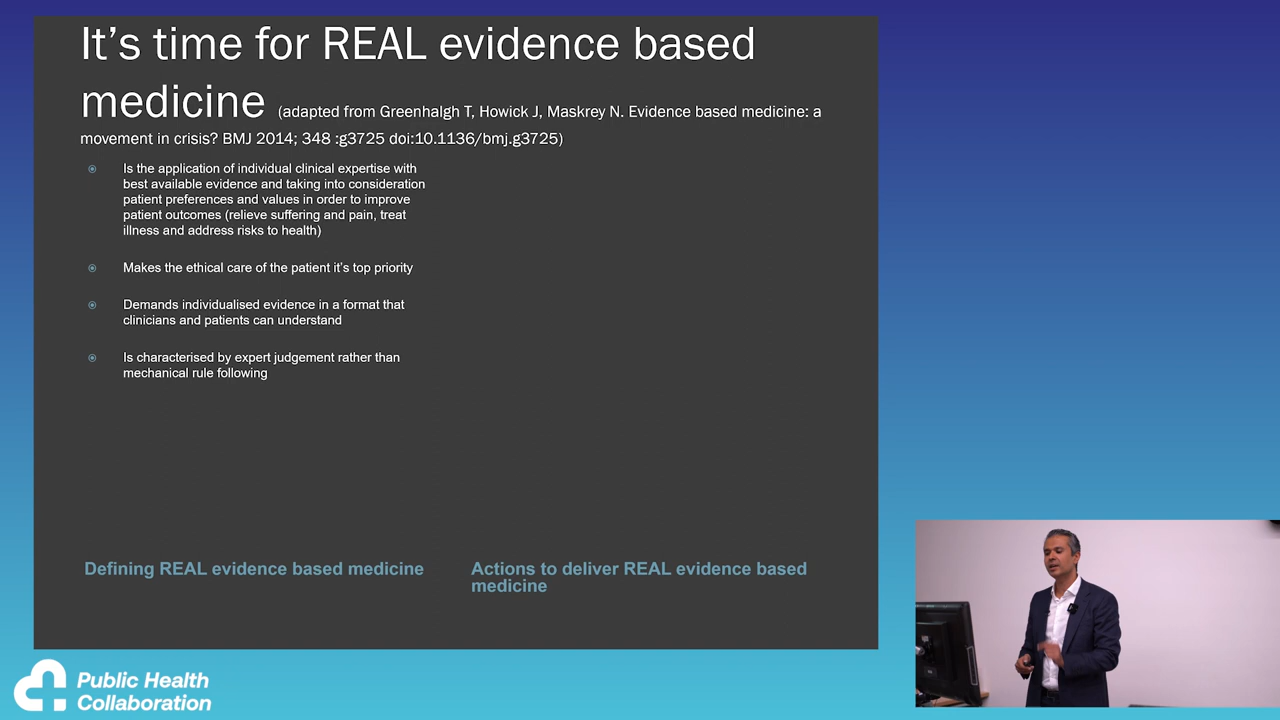 It’s time for REAL evidence based
medicine (adapted from Greenhalgh T, Howick J, Maskrey N. Evidence based medicine: a
movement in crisis? BMJ 2014; 348 :g3725 doi:10.1136/bmj.g3725)
Is the application of individual clinical expertise with
best available evidence and taking into consideration
patient preferences and values in order to improve
patient outcomes (relieve suffering and pain, treat
illness and address risks to health)
Makes the ethical care of the patient it’s top priority
Demands individualised evidence in a format that
clinicians and patients can understand
Is characterised by expert judgement rather than
mechanical rule following
Defining REAL evidence based medicine
Actions to deliver REAL evidence based
medicine
Public Health
Collaboration